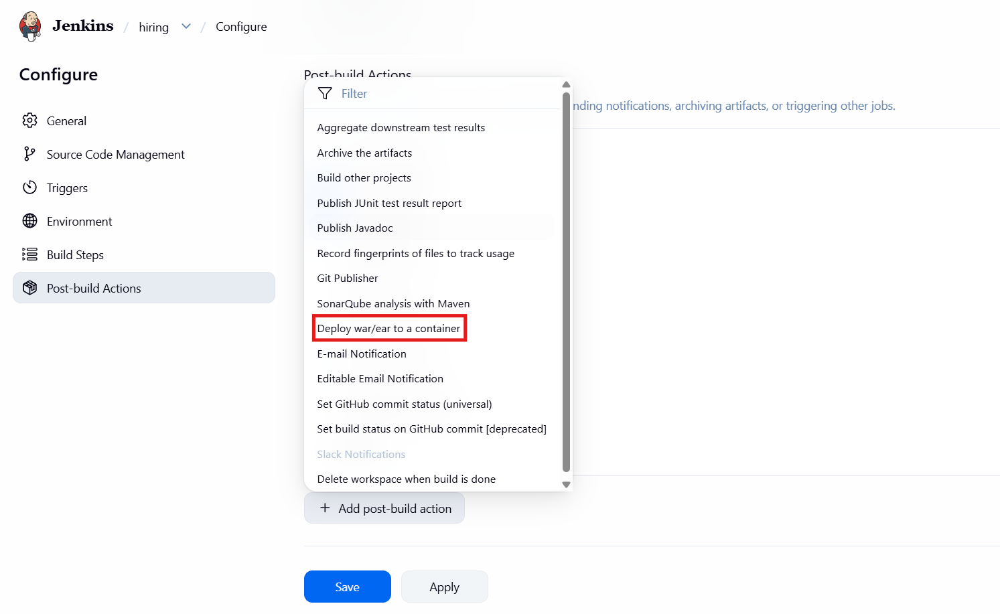 Jenkins / hiring / Configure
Configure
General
Source Code Management
Triggers
Environment
Build Steps
Post-build Actions
Post-build Actions
nding notifications, archiving artifacts, or triggering other jobs.
Filter
Aggregate downstream test results
Archive the artifacts
Build other projects
Publish JUnit test result report
Publish Javadoc
Record fingerprints of files to track usage
Git Publisher
SonarQube analysis with Maven
Deploy war/ear to a container
E-mail Notification
Editable Email Notification
Set GitHub commit status (universal)
Set build status on GitHub commit [deprecated]
Slack Notifications
Delete workspace when build is done
+ Add post-build action
Save
Apply